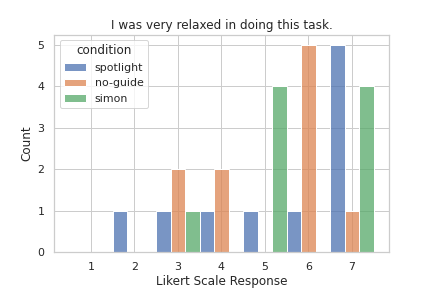 I was very relaxed in doing this task.
condition
spotlight
no-guide
simon
5
4
3
2
1
0
Count
1 2 3 4 5 6 7
Likert Scale Response